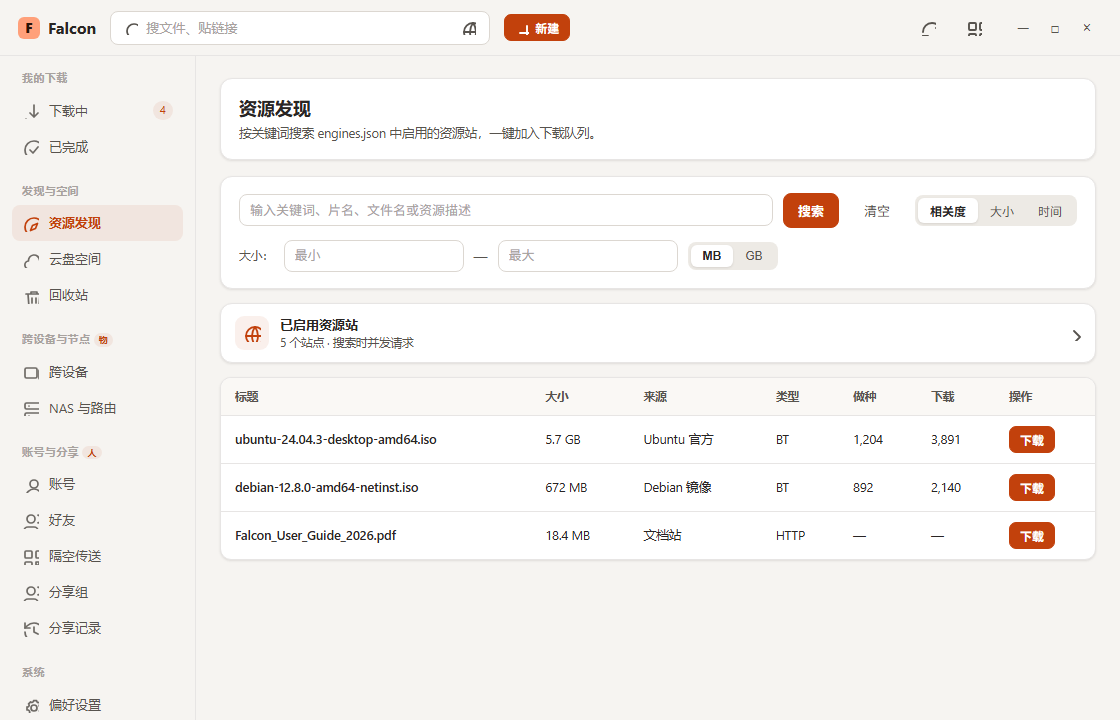 F Falcon 搜文件、贴链接 新建
我的下载
下载中 4
已完成
发现与空间
资源发现
云盘空间
回收站
跨设备与节点 物
跨设备
NAS 与路由
账号与分享 人
账号
好友
隔空传送
分享组
分享记录
系统
偏好设置
资源发现
按关键词搜索 engines.json 中启用的资源站，一键加入下载队列。
输入关键词、片名、文件名或资源描述 搜索 清空 相关度 大小 时间
大小: 最小 — 最大 MB GB
已启用资源站
5 个站点 · 搜索时并发请求
标题 大小 来源 类型 做种 下载 操作
ubuntu-24.04.3-desktop-amd64.iso 5.7 GB Ubuntu 官方 BT 1,204 3,891 下载
debian-12.8.0-amd64-netinst.iso 672 MB Debian 镜像 BT 892 2,140 下载
Falcon_User_Guide_2026.pdf 18.4 MB 文档站 HTTP — — 下载